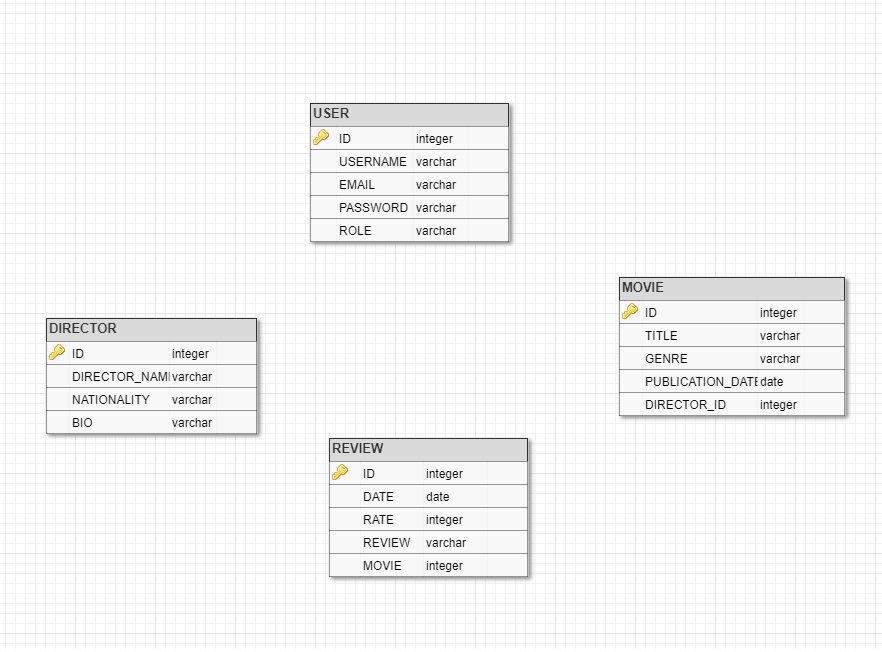 USER
ID integer
USERNAME varchar
EMAIL varchar
PASSWORD varchar
ROLE varchar
MOVIE
ID integer
TITLE varchar
GENRE varchar
PUBLICATION_DATE date
DIRECTOR_ID integer
DIRECTOR
ID integer
DIRECTOR_NAM varchar
NATIONALITY varchar
BIO varchar
REVIEW
ID integer
DATE date
RATE integer
REVIEW varchar
MOVIE integer